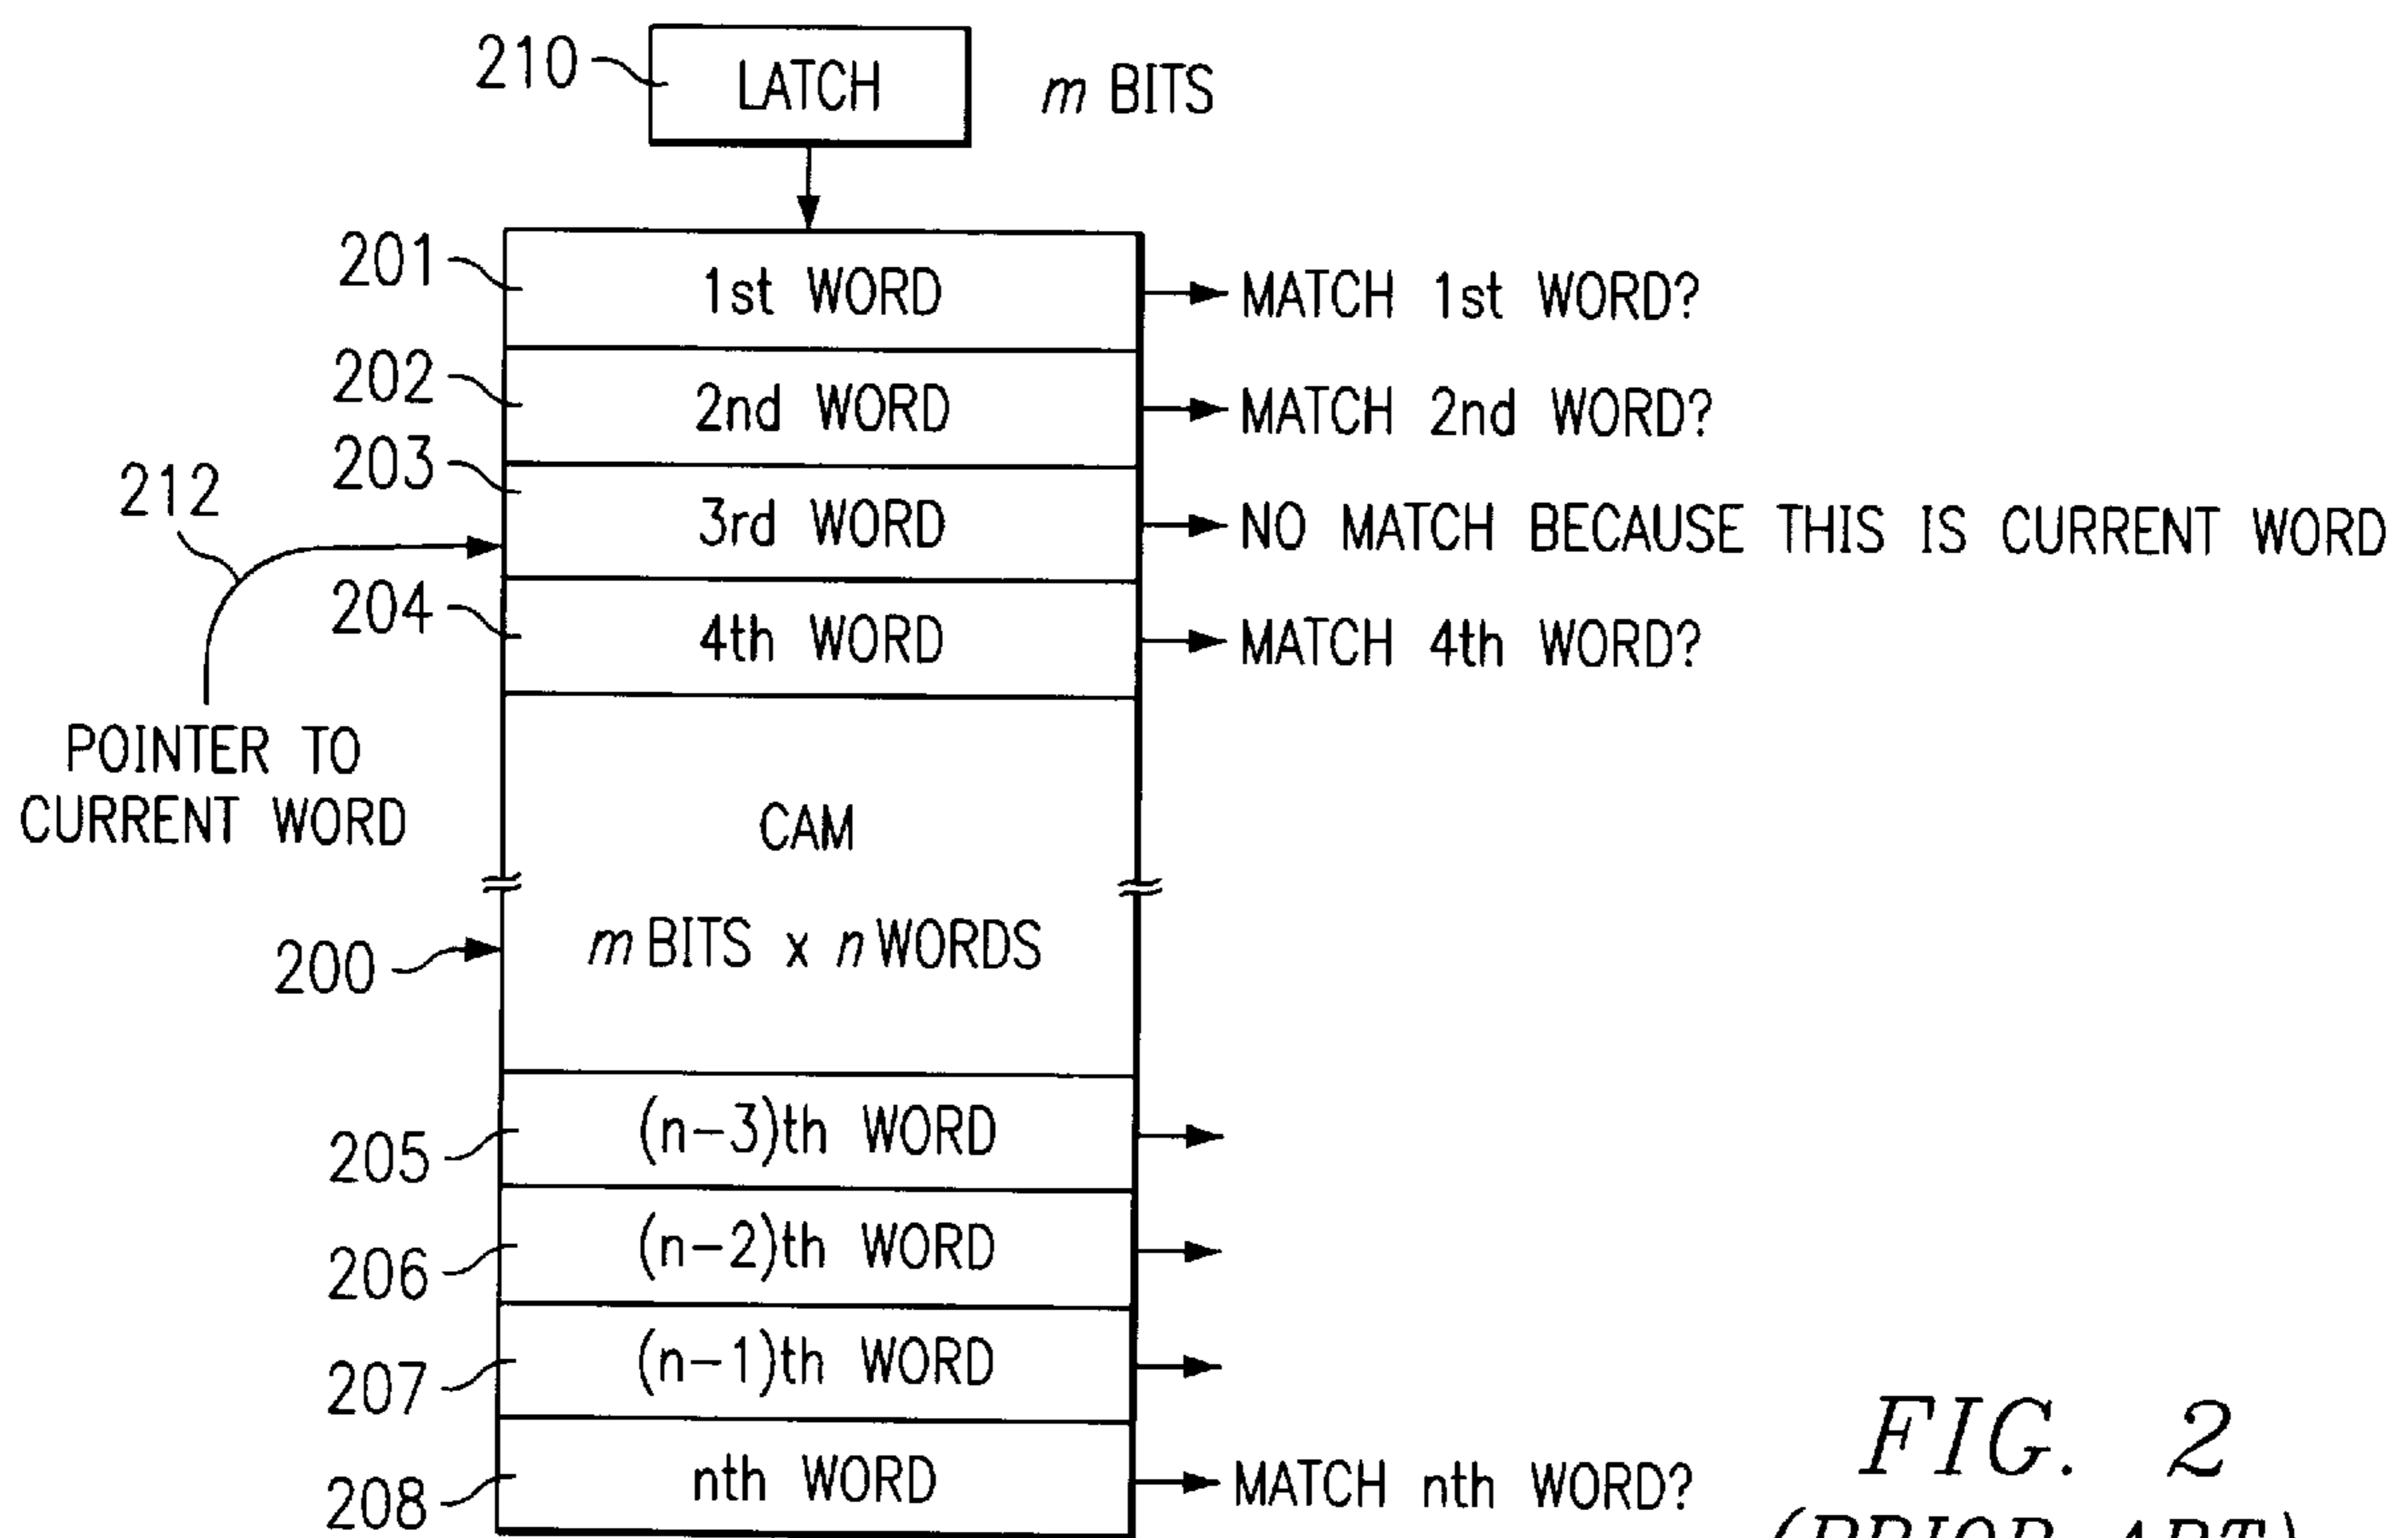 210 LATCH m BITS
201 1st WORD MATCH 1st WORD?
202 2nd WORD MATCH 2nd WORD?
203 3rd WORD NO MATCH BECAUSE THIS IS CURRENT WORD
212
204 4th WORD MATCH 4th WORD?
POINTER TO
CURRENT WORD
CAM
200 m BITS x n WORDS
205 (n-3)th WORD
206 (n-2)th WORD
207 (n-1)th WORD
208 nth WORD MATCH nth WORD?
FIG. 2
(PRIOR ART)